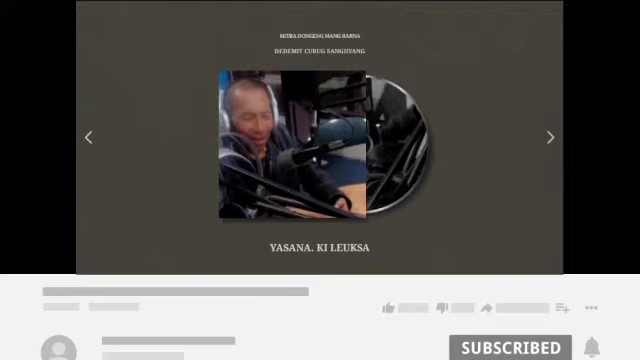 MITRA DONGENG MANG BARNA
DEDEMIT CURUG SANGHYANG
YASANA. KI LEUKSA
SUBSCRIBED